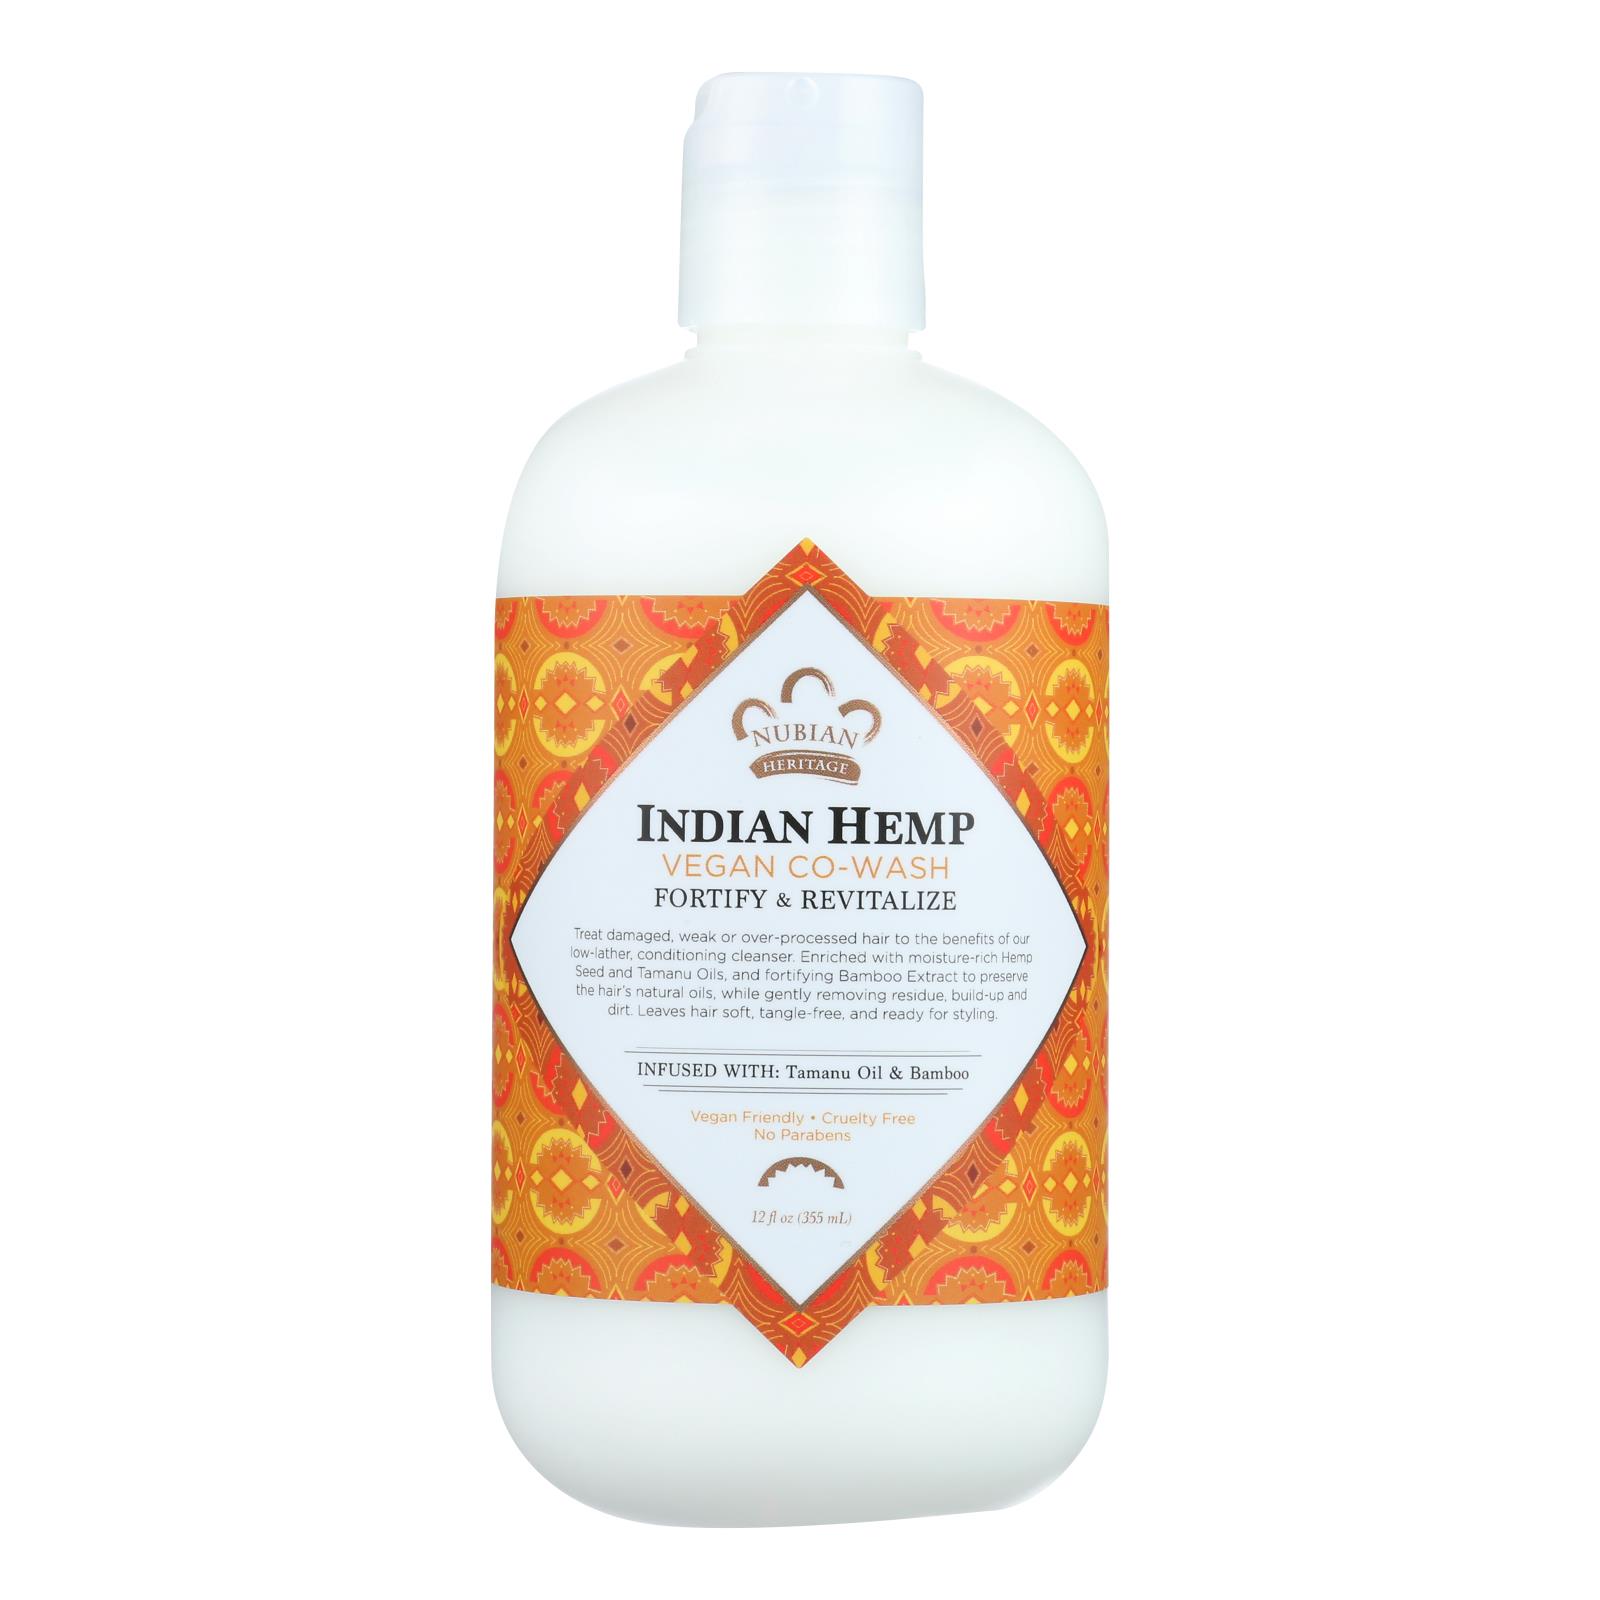 NUBIAN
HERITAGE
INDIAN HEMP
VEGAN CO-WASH
FORTIFY & REVITALIZE
Treat damaged, weak or over-processed hair to the benefits of our
low-lather, conditioning cleanser. Enriched with moisture-rich Hemp
Seed and Tamanu Oils, and fortifying Bamboo Extract to preserve
the hair's natural oils, while gently removing residue, build-up and
dirt. Leaves hair soft, tangle-free, and ready for styling.
INFUSED WITH: Tamanu Oil & Bamboo
Vegan Friendly • Cruelty Free
No Parabens
12 fl oz (355 mL)